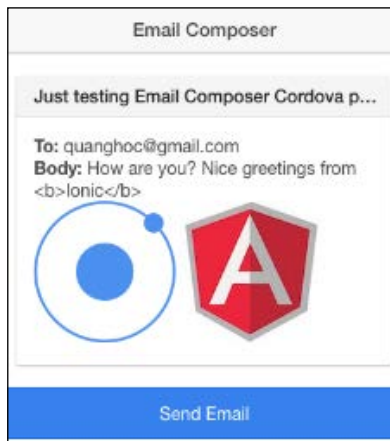 Email Composer
Just testing Email Composer Cordova p...
To: quanghoc@gmail.com
Body: How are you? Nice greetings from
<b>Ionic</b>
A
Send Email